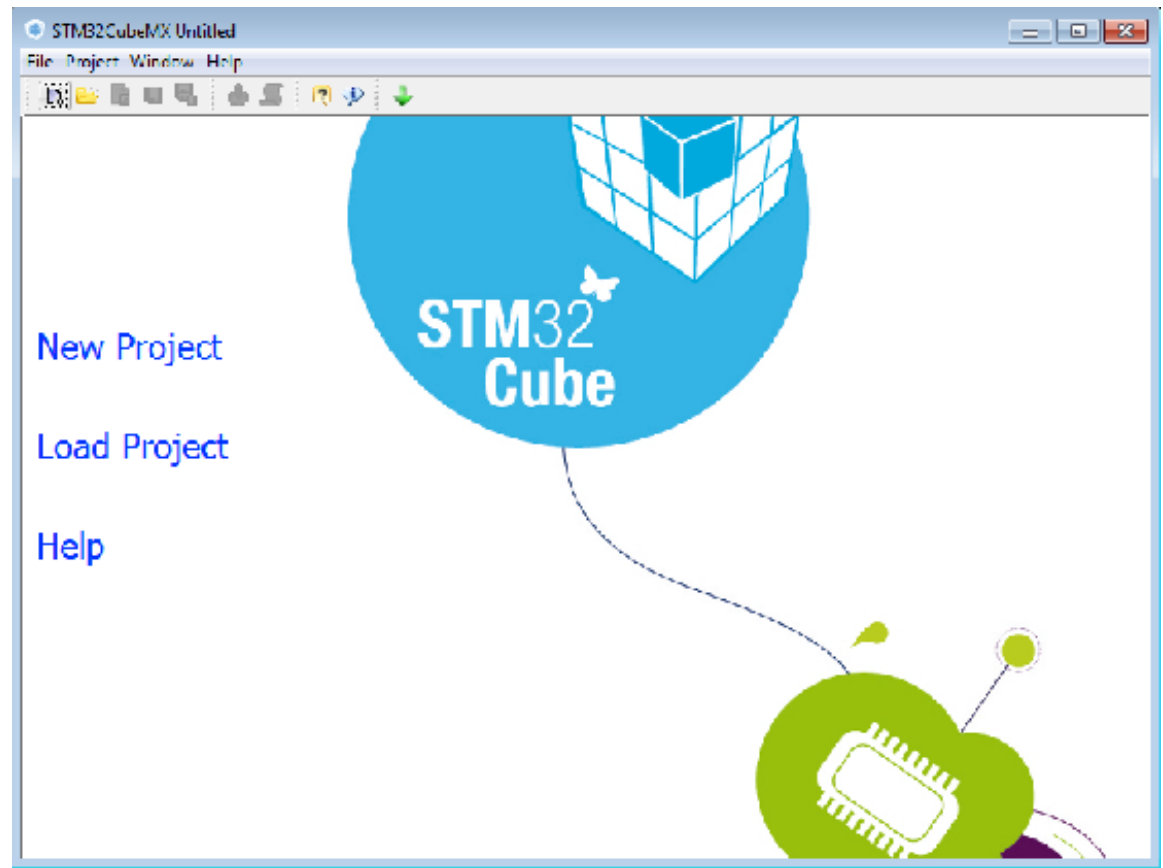 STM32CubeMX Untitled
File Project Window Help
STM32
Cube
New Project
Load Project
Help